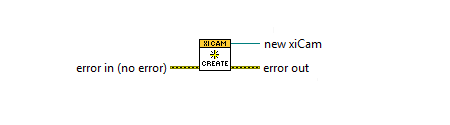 XICAM
new xiCam
error in (no error)
CREATE
error out